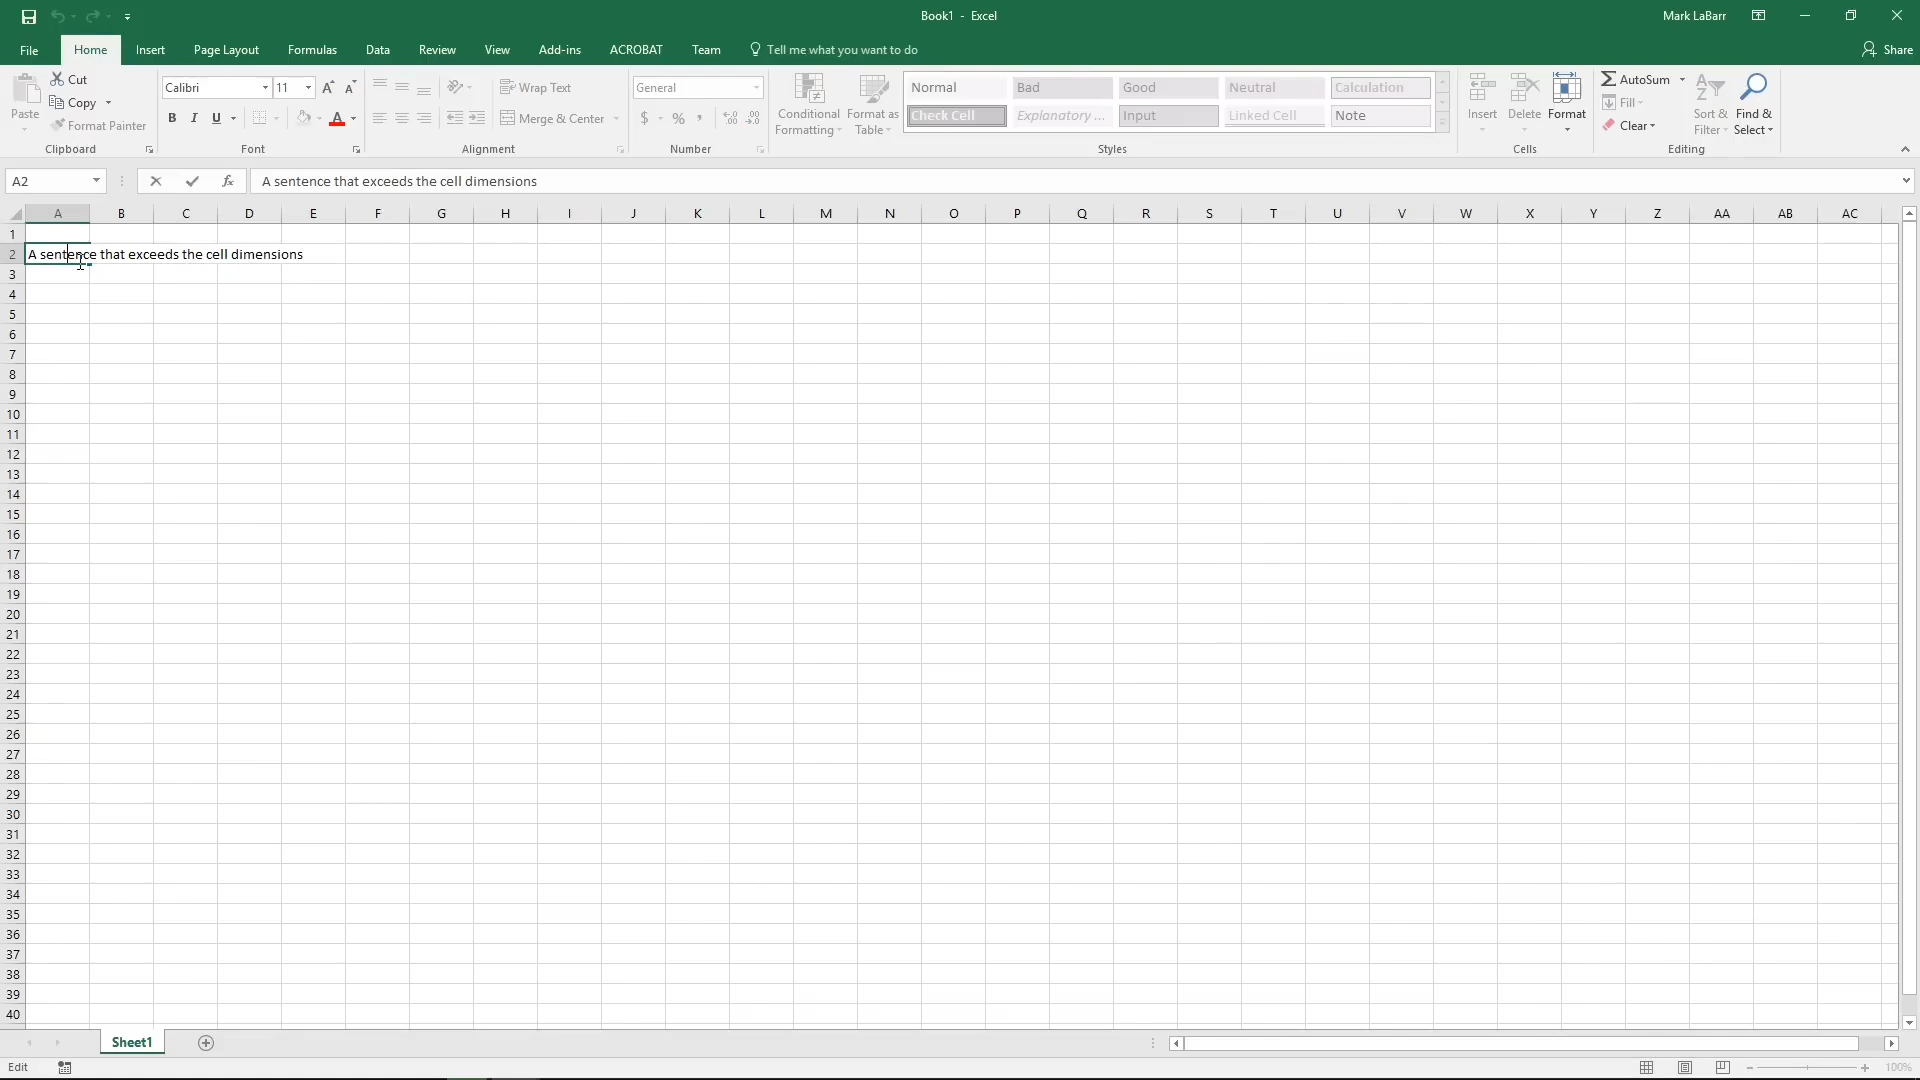 Book1 - Excel
Mark LaBarr
File Home Insert Page Layout Formulas Data Review View Add-ins ACROBAT Team Tell me what you want to do Share
Paste
Cut
Copy
Format Painter
Clipboard
Calibri 11 A A
B I U A
Font
Wrap Text
Merge & Center
Alignment
General
$ % , .00 .0
Number
Conditional Formatting
Format as Table
Normal Bad Good Neutral Calculation
Check Cell Explanatory ... Input Linked Cell Note
Styles
Insert Delete Format
Cells
AutoSum
Fill
Clear
Sort & Filter
Find & Select
Editing
A2 fx A sentence that exceeds the cell dimensions
A B C D E F G H I J K L M N O P Q R S T U V W X Y Z AA AB AC
1
2 A sentence that exceeds the cell dimensions
3
4
5
6
7
8
9
10
11
12
13
14
15
16
17
18
19
20
21
22
23
24
25
26
27
28
29
30
31
32
33
34
35
36
37
38
39
40
Sheet1
Edit
100%